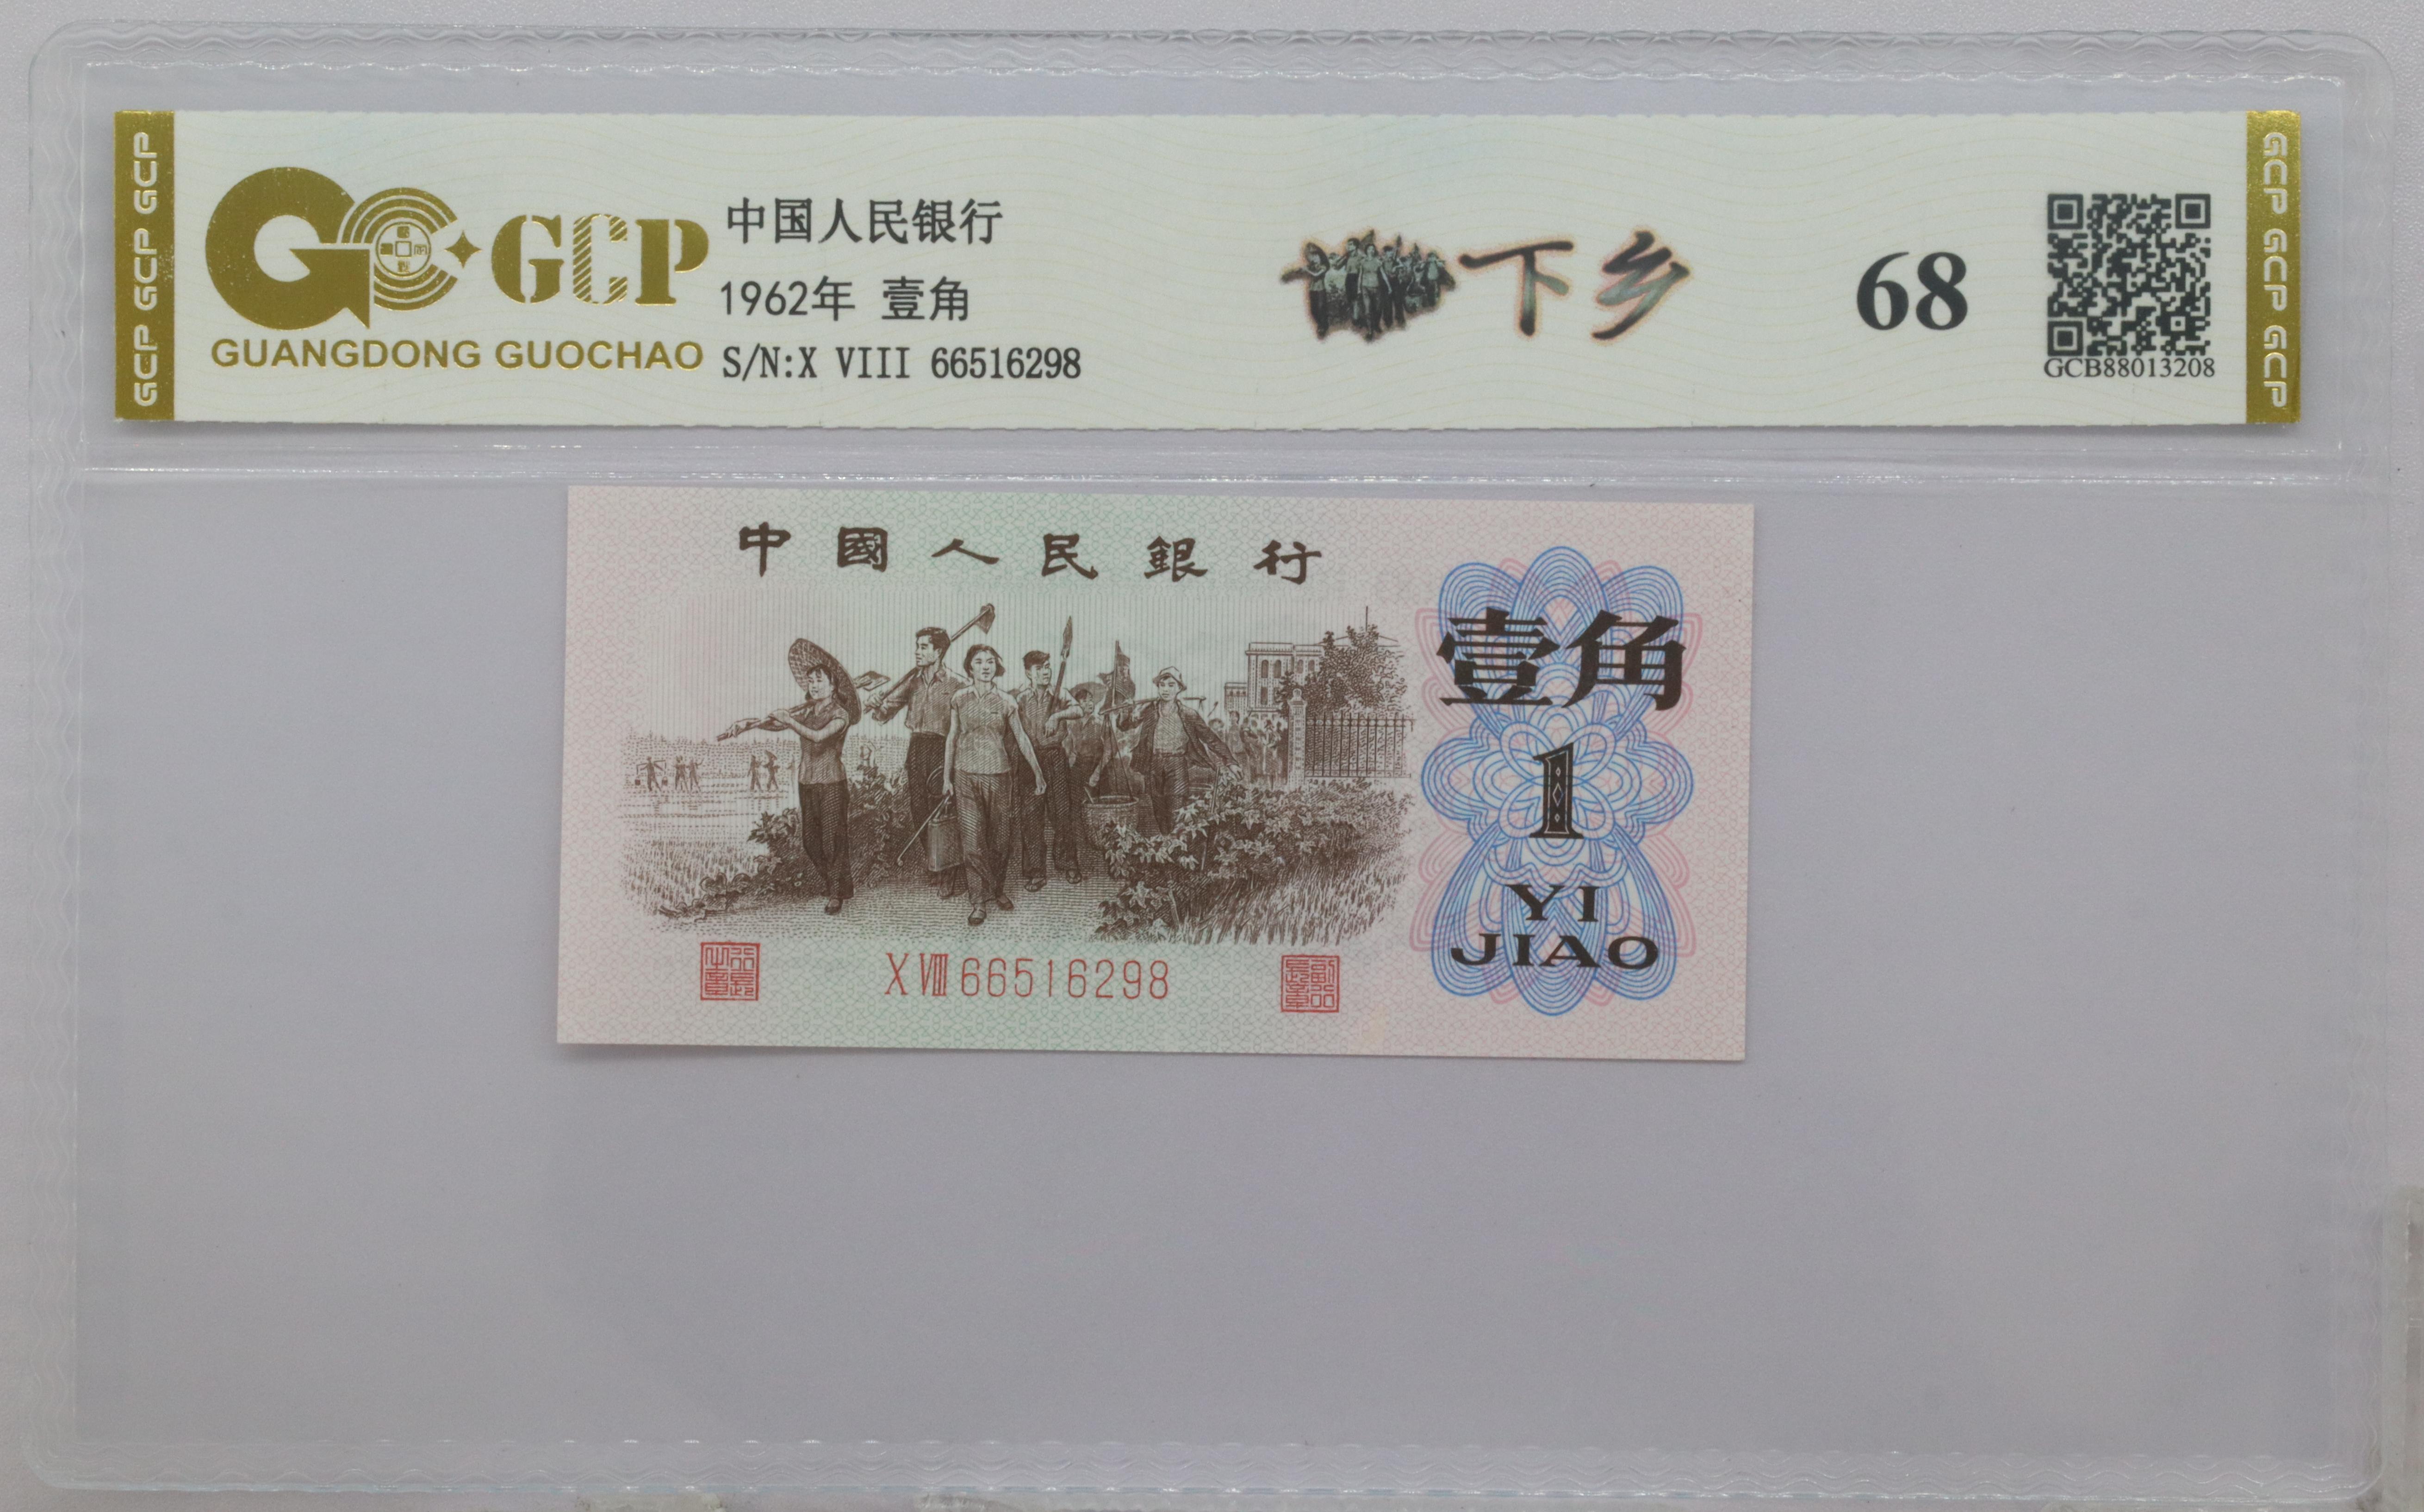 GCP GCP GCP
GCP
GUANGDONG GUOCHAO
中国人民银行
1962年 壹角
S/N:X VIII 66516298
下乡
68
GCB88013208
GCP GCP GCP
中國人民銀行
壹角
1
YI
JIAO
X VIII 66516298